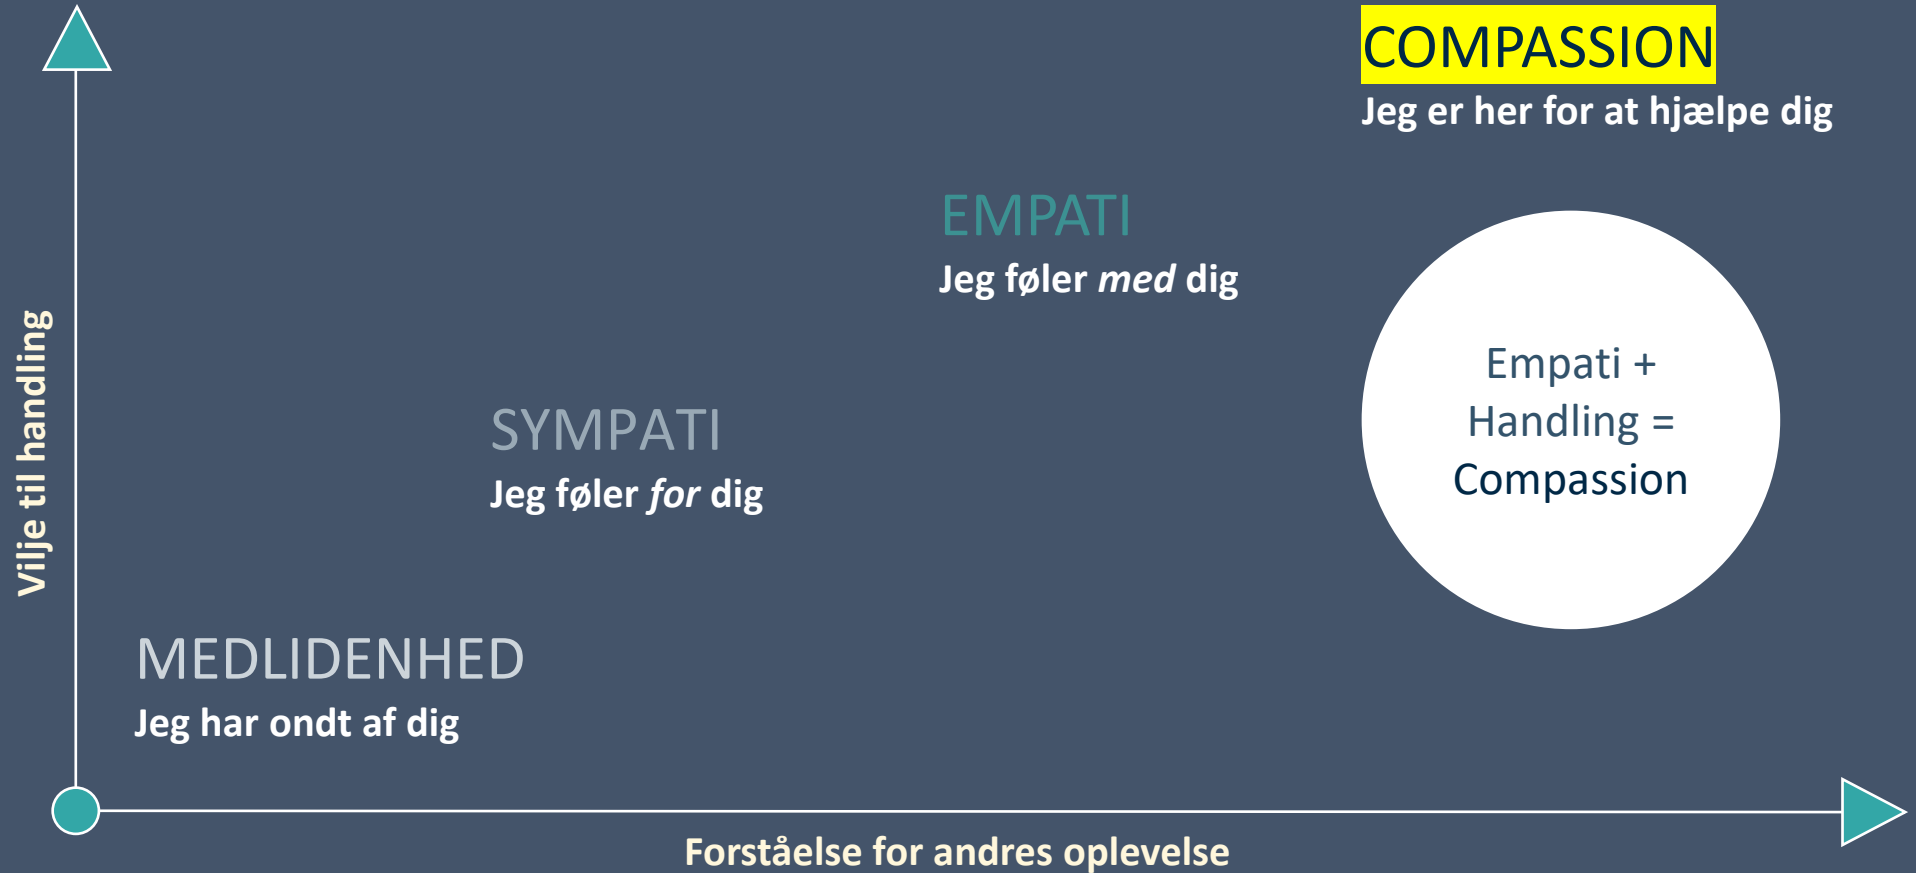 COMPASSION
Jeg er her for at hjælpe dig
EMPATI
Jeg føler med dig
Empati +
Handling =
Compassion
SYMPATI
Jeg føler for dig
MEDLIDENHED
Jeg har ondt af dig
Vilje til handling
Forståelse for andres oplevelse